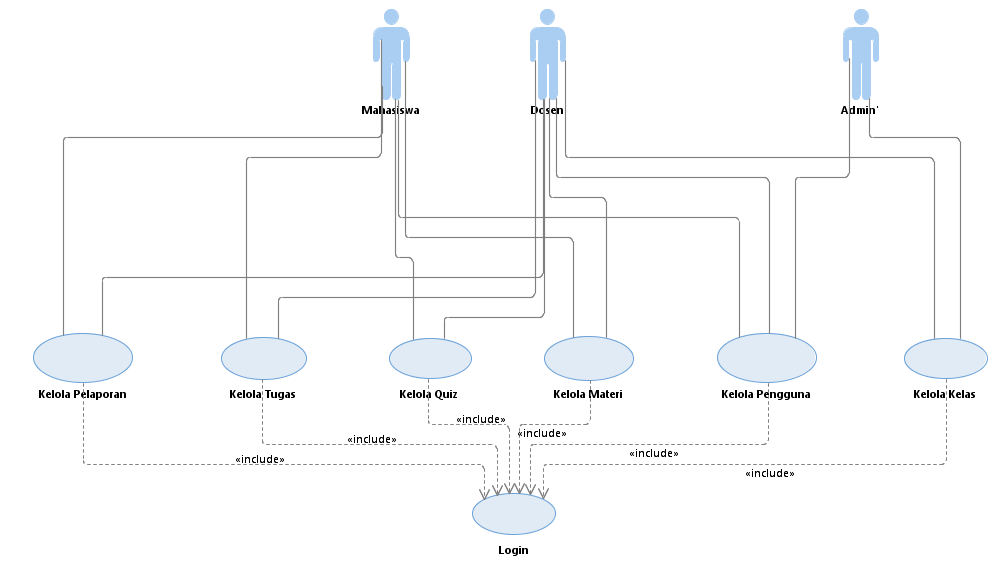 Mahasiswa
Dosen
Admin'
Kelola Pelaporan
Kelola Tugas
Kelola Quiz
Kelola Materi
Kelola Pengguna
Kelola Kelas
«include»
«include»
«include»
«include»
«include»
«include»
Login